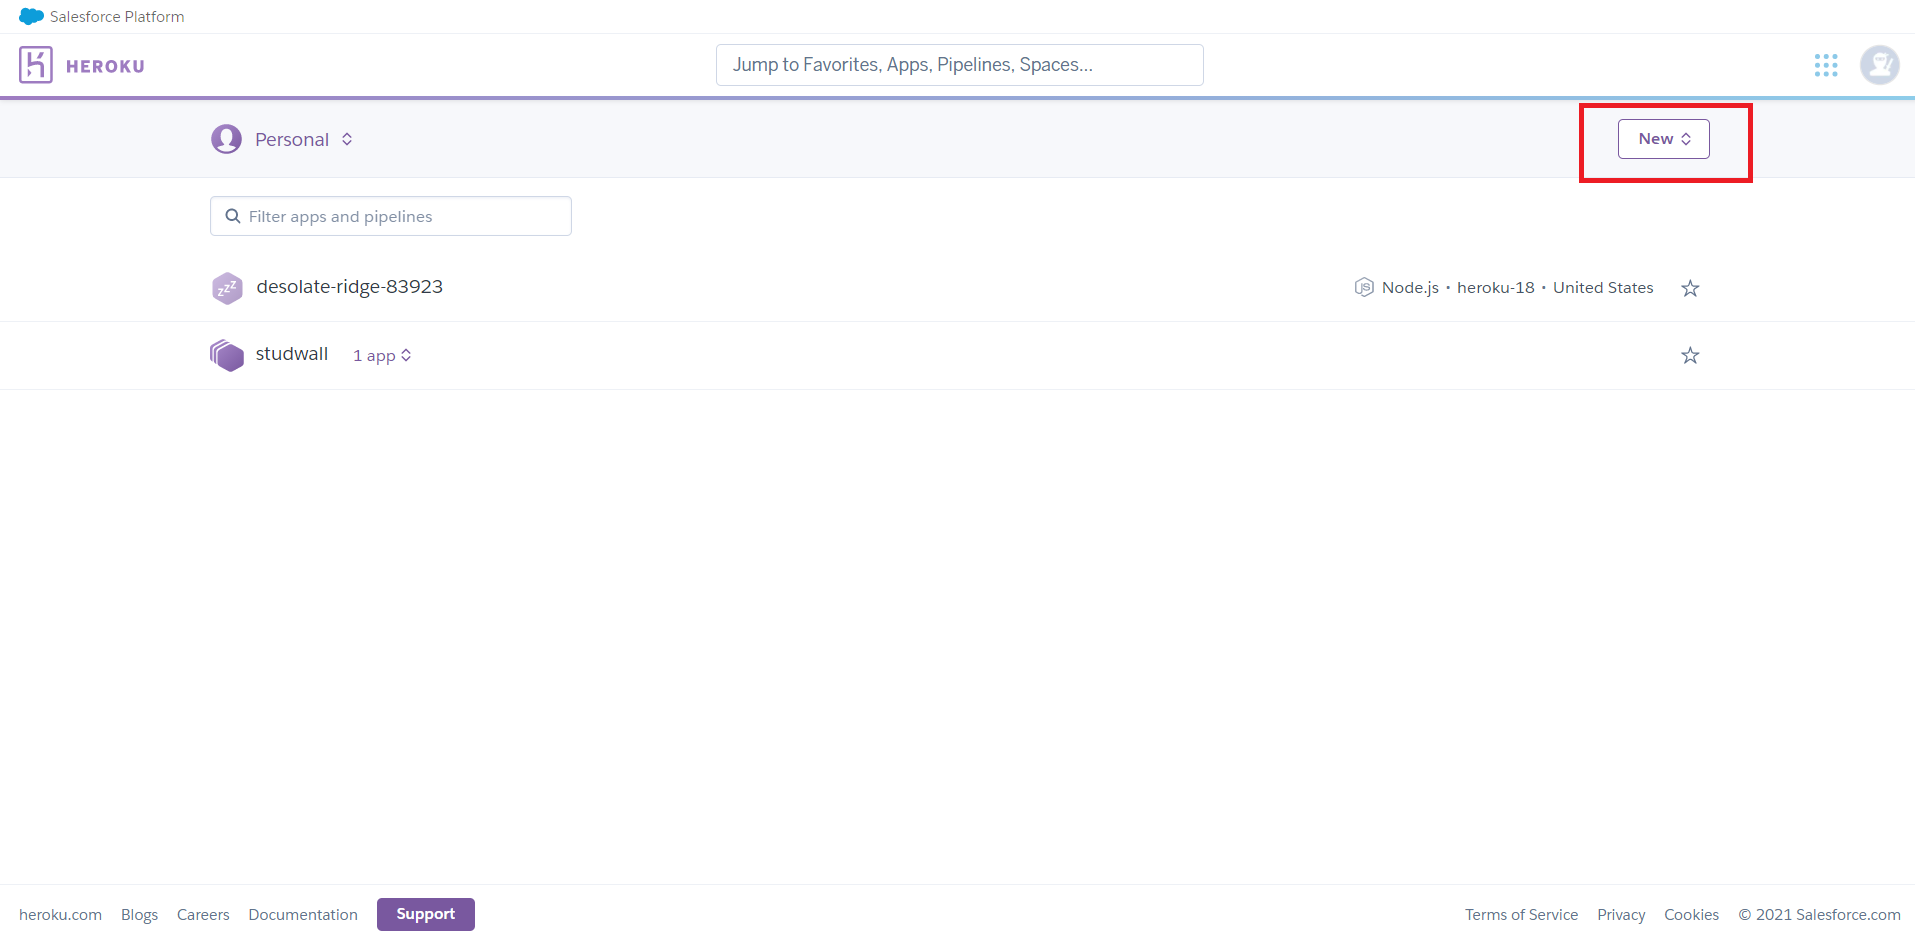 Salesforce Platform
HEROKU
Jump to Favorites, Apps, Pipelines, Spaces...
Personal
New
Filter apps and pipelines
zzz
desolate-ridge-83923
JS Node.js • heroku-18 • United States
studwall 1 app
heroku.com Blogs Careers Documentation Support
Terms of Service Privacy Cookies © 2021 Salesforce.com